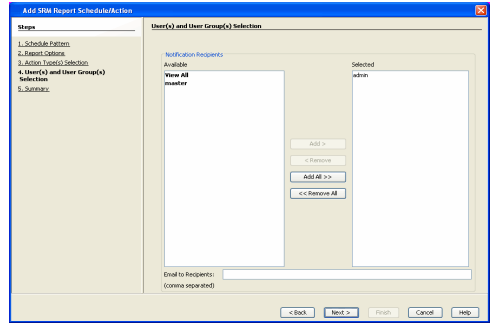 Add SRM Report Schedule/Action
Steps
1. Schedule Pattern
2. Report Options
3. Action Type(s) Selection
4. User(s) and User Group(s)
Selection
5. Summary
User(s) and User Group(s) Selection
Notification Recipients
Available
View All
master
Add >
< Remove
Add All >>
<< Remove All
Selected
admin
Email to Recipients:
(comma separated)
< Back
Next >
Finish
Cancel
Help